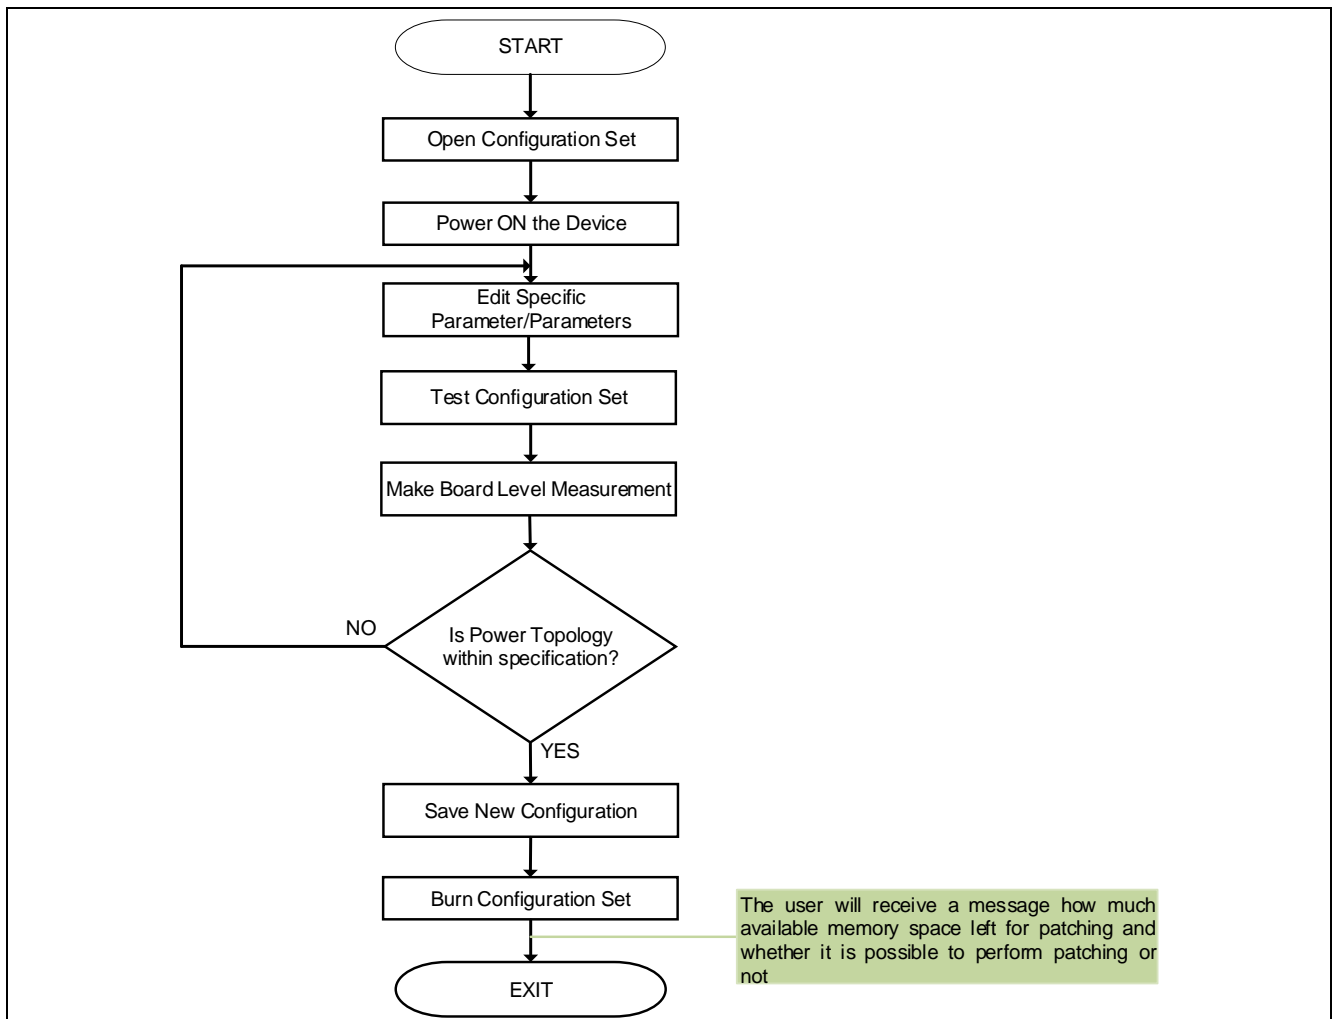 START
Open Configuration Set
Power ON the Device
Edit Specific
Parameter/Parameters
Test Configuration Set
Make Board Level Measurement
NO
Is Power Topology
within specification?
YES
Save New Configuration
Burn Configuration Set
The user will receive a message how much
available memory space left for patching and
whether it is possible to perform patching or
not
EXIT